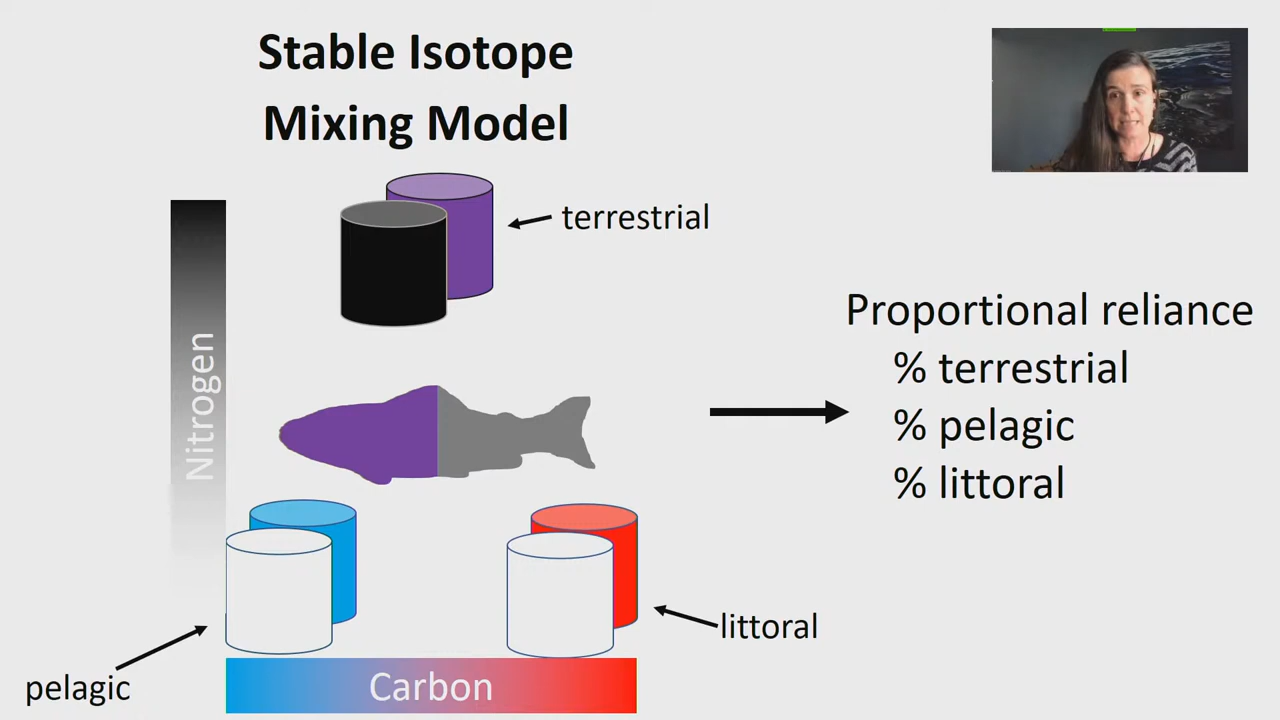 Stable Isotope
Mixing Model
terrestrial
Nitrogen
Proportional reliance
% terrestrial
% pelagic
% littoral
littoral
pelagic
Carbon